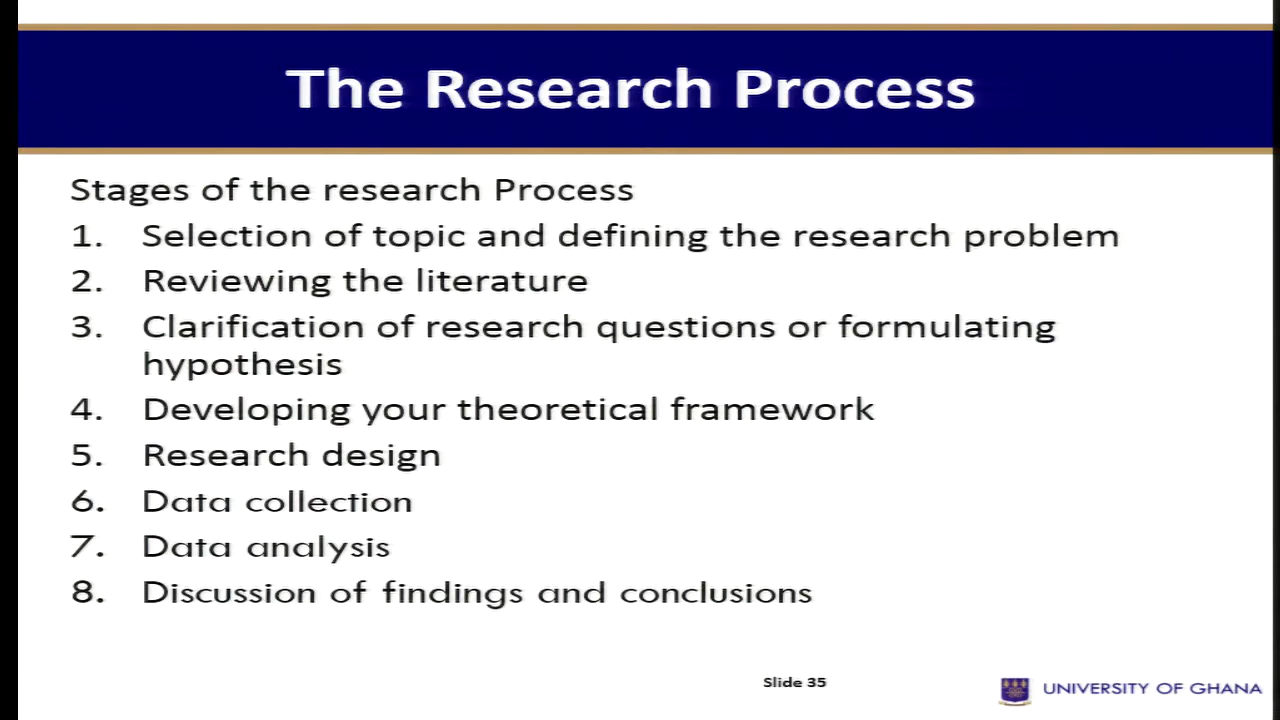 The Research Process
Stages of the research Process
1. Selection of topic and defining the research problem
2. Reviewing the literature
3. Clarification of research questions or formulating
hypothesis
4. Developing your theoretical framework
5. Research design
6. Data collection
7. Data analysis
8. Discussion of findings and conclusions
Slide 35
UNIVERSITY OF GHANA